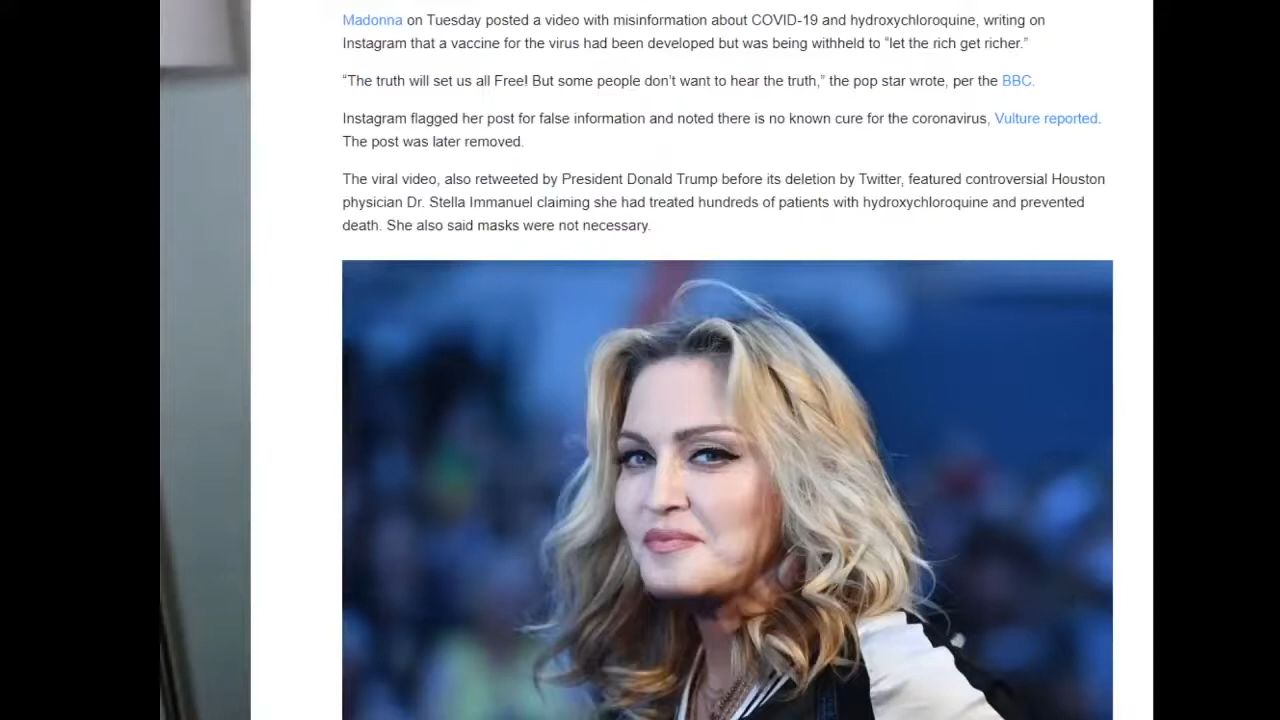 Madonna on Tuesday posted a video with misinformation about COVID-19 and hydroxychloroquine, writing on
Instagram that a vaccine for the virus had been developed but was being withheld to “let the rich get richer.”
“The truth will set us all Free! But some people don’t want to hear the truth,” the pop star wrote, per the BBC.
Instagram flagged her post for false information and noted there is no known cure for the coronavirus, Vulture reported.
The post was later removed.
The viral video, also retweeted by President Donald Trump before its deletion by Twitter, featured controversial Houston
physician Dr. Stella Immanuel claiming she had treated hundreds of patients with hydroxychloroquine and prevented
death. She also said masks were not necessary.